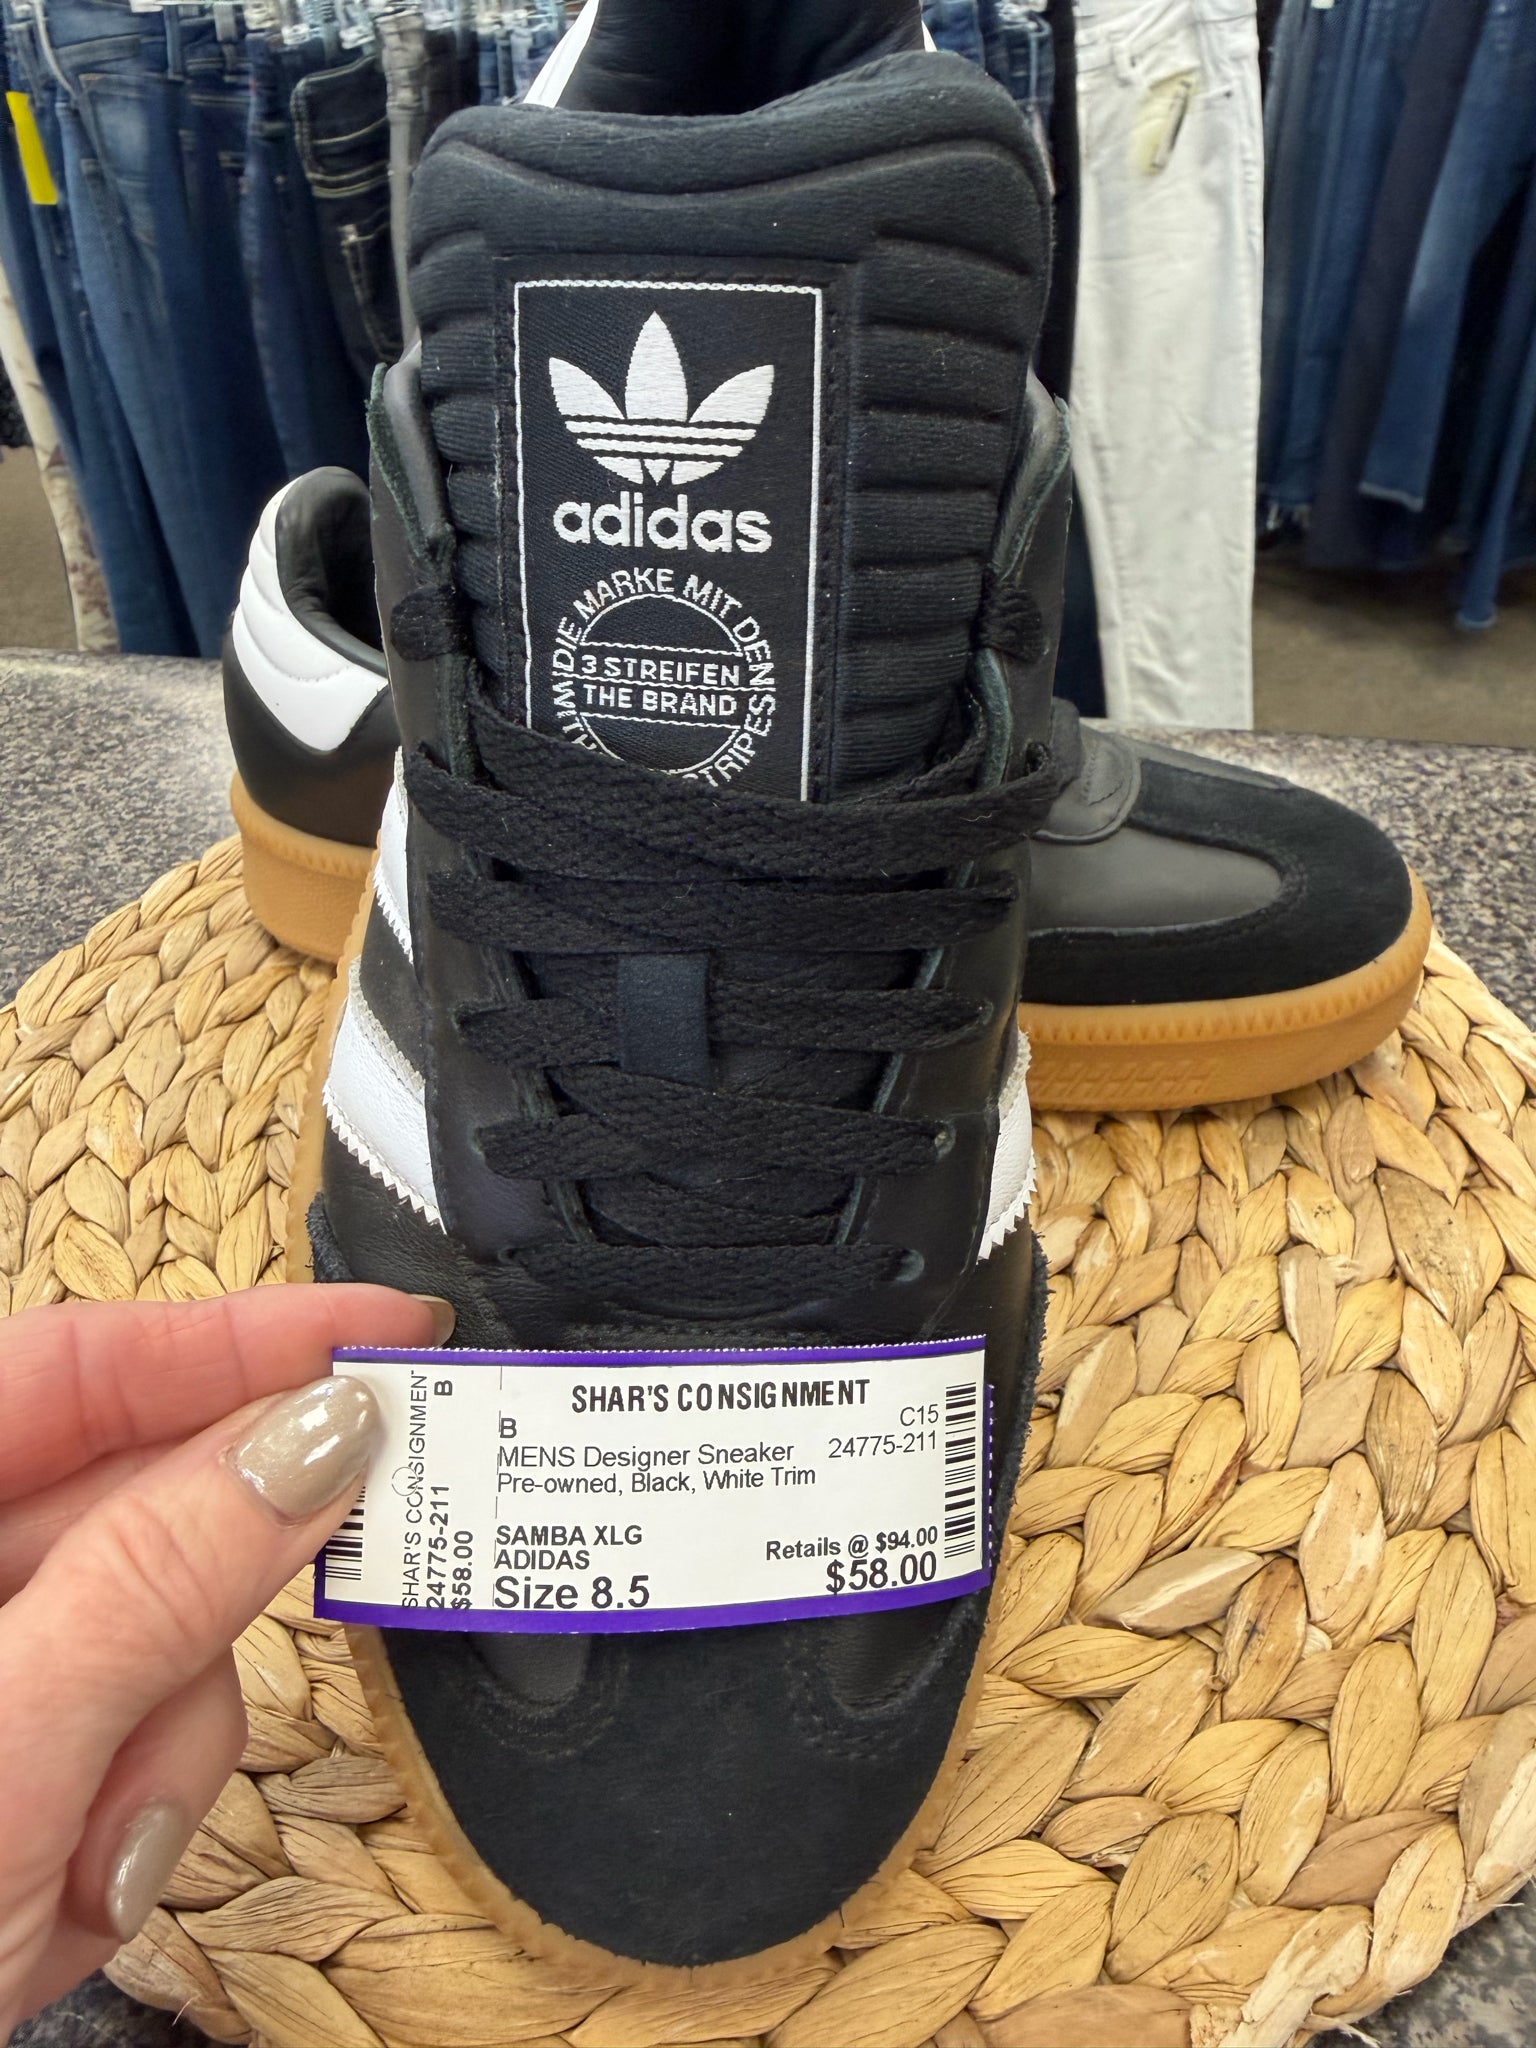 adidas
DIE MARKE MIT DEN
3 STREIFEN
THE BRAND
STRIPES
SHAR'S CONSIGNMENT
B
24775-211
$58.00
SHAR'S CONSIGNMENT
B
C15
MENS Designer Sneaker
24775-211
Pre-owned, Black, White Trim
SAMBA XLG
Retails @ $94.00
ADIDAS
$58.00
Size 8.5